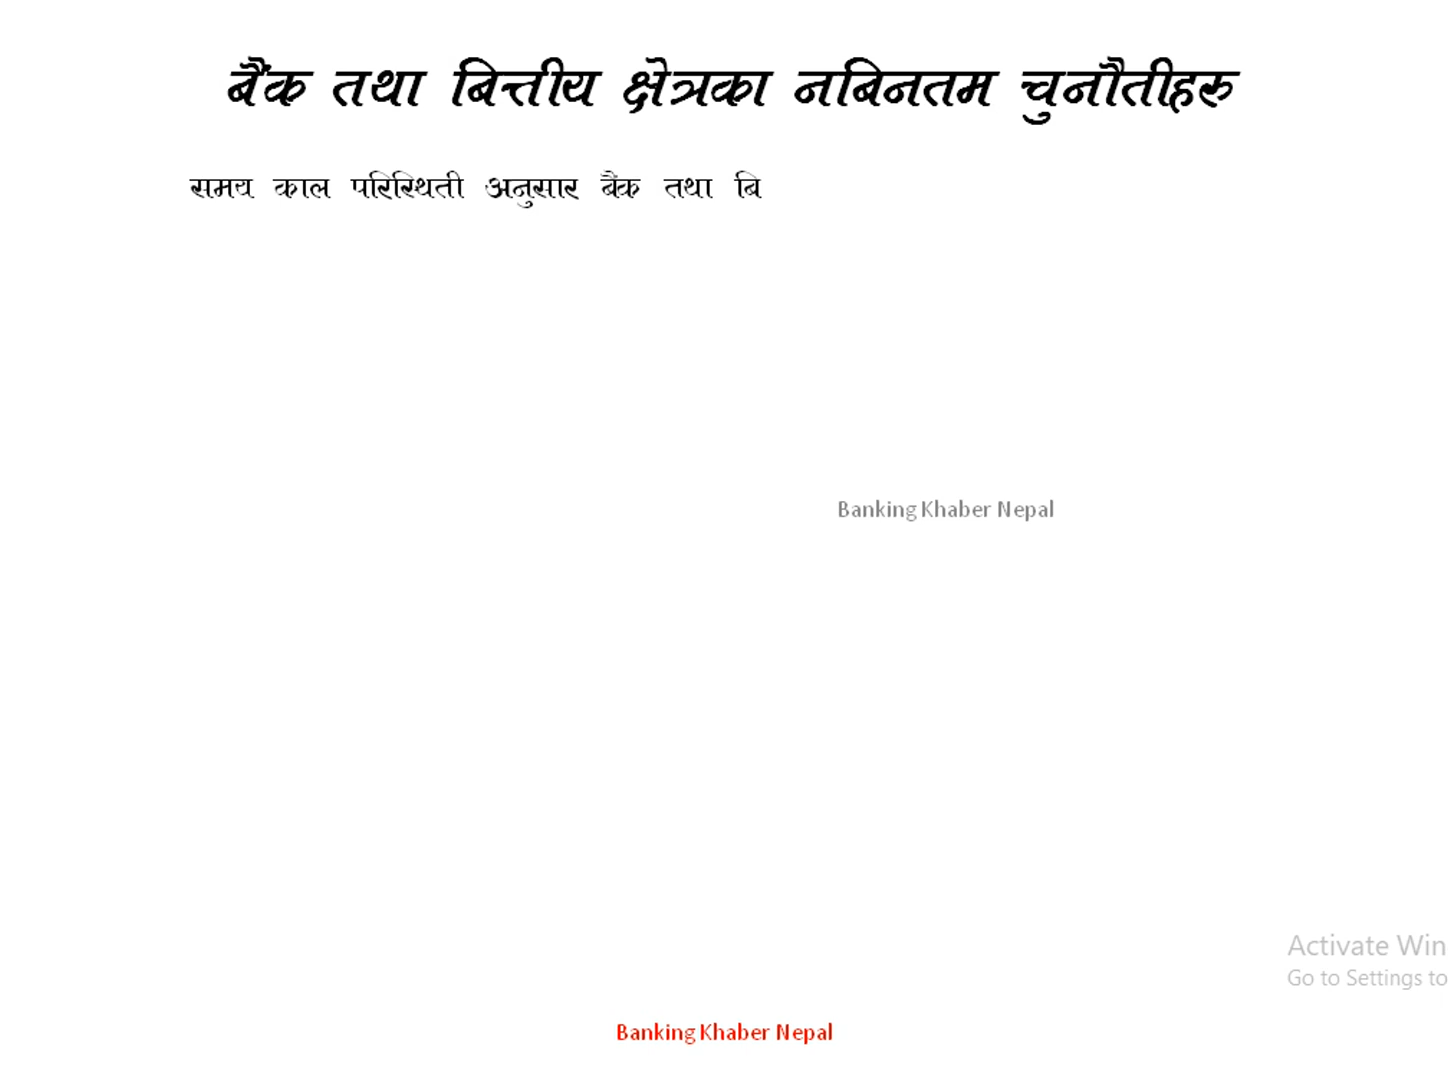 बैंक तथा बित्तीय क्षेत्रका नबिनतम चुनौतीहरु
समय काल परिस्थिती अनुसार बैंक तथा बि
Banking Khaber Nepal
Activate Win
Go to Settings to
Banking Khaber Nepal